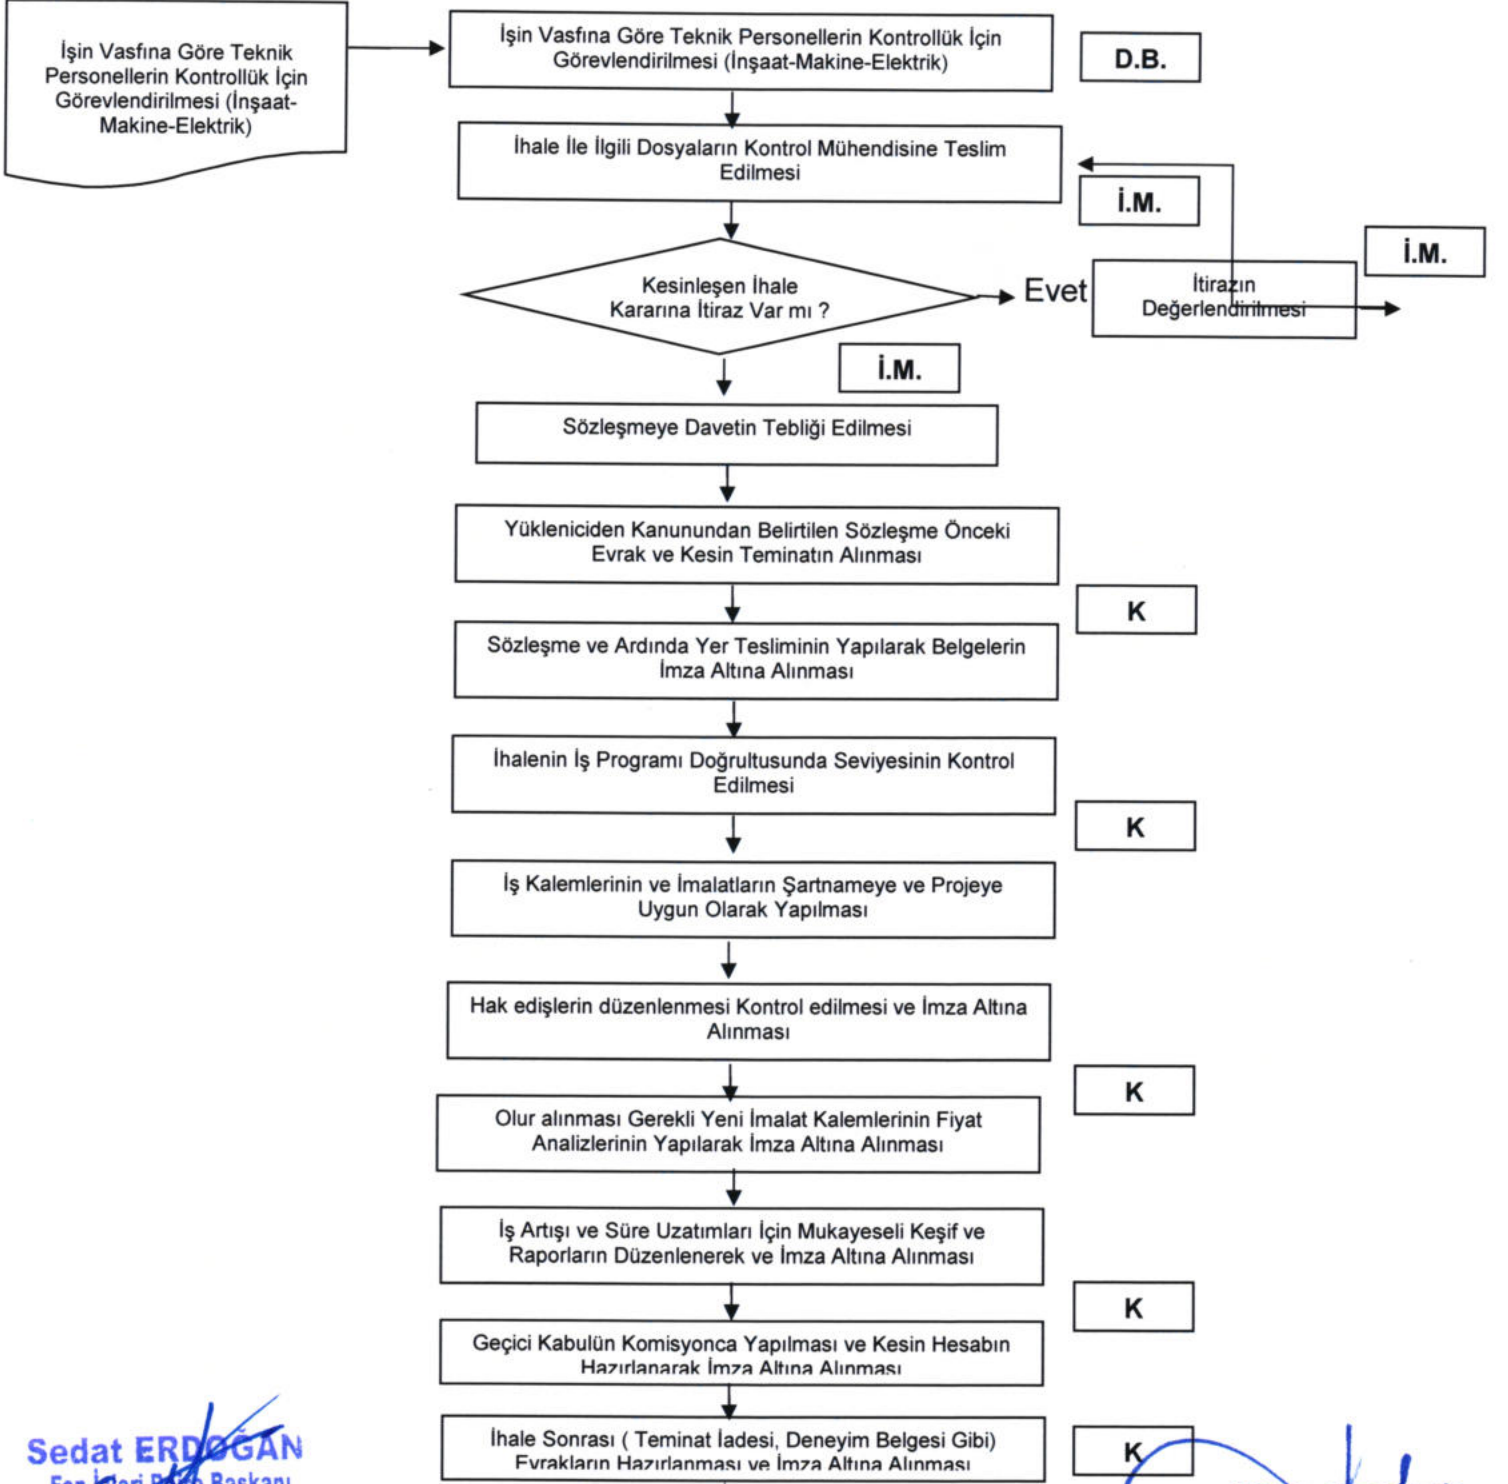 İşin Vasfına Göre Teknik
Personellerin Kontrollük İçin
Görevlendirilmesi (İnşaat-
Makine-Elektrik)
İşin Vasfına Göre Teknik Personellerin Kontrollük İçin
Görevlendirilmesi (İnşaat-Makine-Elektrik)
D.B.
İhale İle İlgili Dosyaların Kontrol Mühendisine Teslim
Edilmesi
İ.M.
İ.M.
Kesinleşen İhale
Kararına İtiraz Var mı ?
Evet
İtirazın
Değerlendirilmesi
İ.M.
Sözleşmeye Davetin Tebliği Edilmesi
Yükleniciden Kanunundan Belirtilen Sözleşme Önceki
Evrak ve Kesin Teminatın Alınması
K
Sözleşme ve Ardında Yer Tesliminin Yapılarak Belgelerin
İmza Altına Alınması
İhalenin İş Programı Doğrultusunda Seviyesinin Kontrol
Edilmesi
K
İş Kalemlerinin ve İmalatların Şartnameye ve Projeye
Uygun Olarak Yapılması
Hak edişlerin düzenlenmesi Kontrol edilmesi ve İmza Altına
Alınması
K
Olur alınması Gerekli Yeni İmalat Kalemlerinin Fiyat
Analizlerinin Yapılarak İmza Altına Alınması
İş Artışı ve Süre Uzatımları İçin Mukayeseli Keşif ve
Raporların Düzenlenerek ve İmza Altına Alınması
K
Geçici Kabulün Komisyonca Yapılması ve Kesin Hesabın
Hazırlanarak İmza Altına Alınması
İhale Sonrası ( Teminat İadesi, Deneyim Belgesi Gibi)
Evrakların Hazırlanması ve İmza Altına Alınması
K
Sedat ERDOĞAN
Fen İşleri Başkanı